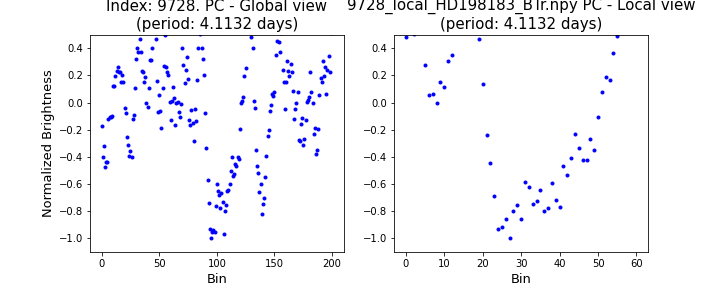 Index: 9728. PC - Global view
(period: 4.1132 days)
9728_local_HD198183_BTr.npy PC - Local view
(period: 4.1132 days)
Normalized Brightness
0.4
0.2
0.0
−0.2
−0.4
−0.6
−0.8
−1.0
0 50 100 150 200
Bin
0.4
0.2
0.0
−0.2
−0.4
−0.6
−0.8
−1.0
0 10 20 30 40 50 60
Bin